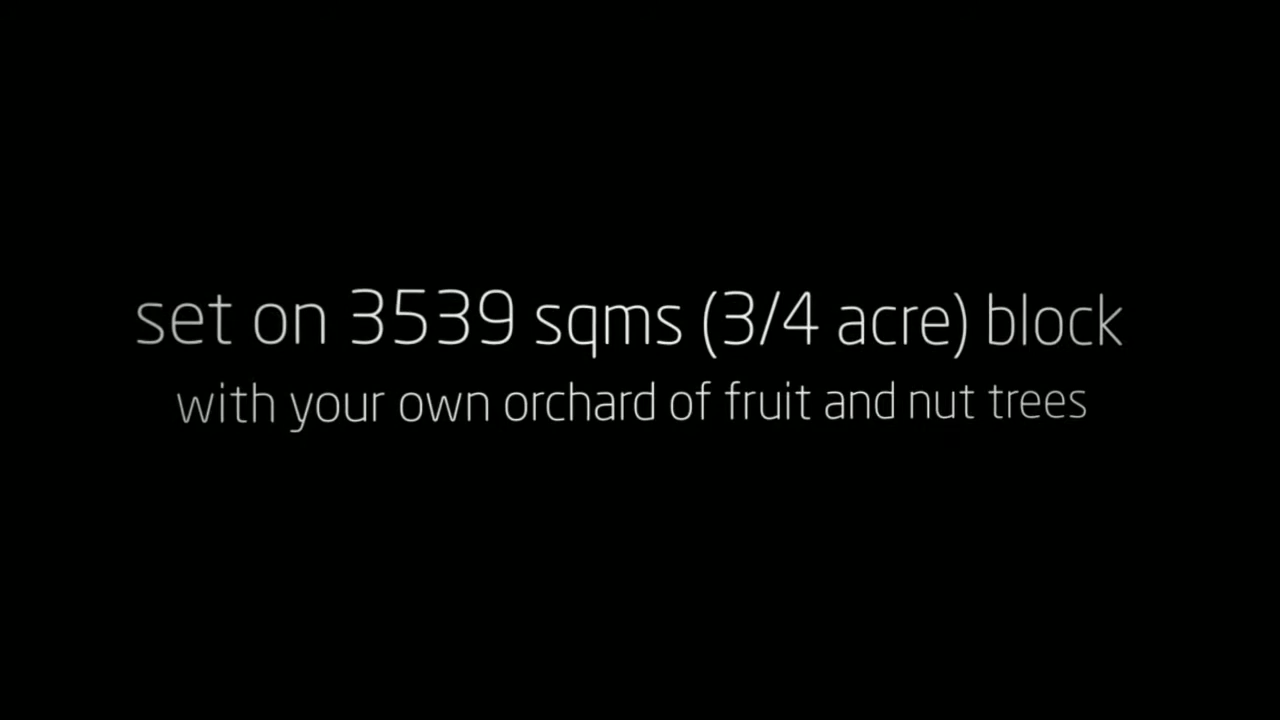 set on 3539 sqms (3/4 acre) block
with your own orchard of fruit and nut trees